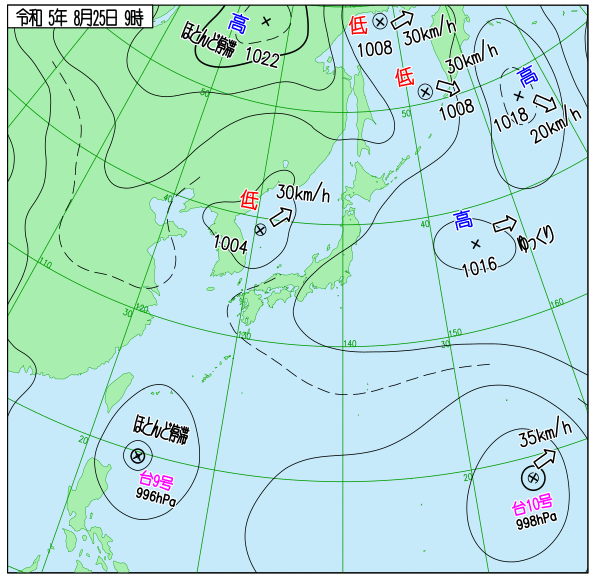 令和 5年 8月25日 9時
高
ほとんど停滞
1022
低
1008
30km/h
低
30km/h
1008
高
1018
20km/h
50
50
40
低
30km/h
1004
高
ゆっくり
1016
40
110
30
120
130
140
150
30
160
20
ほとんど停滞
台9号
996hPa
20
35km/h
台10号
998hPa